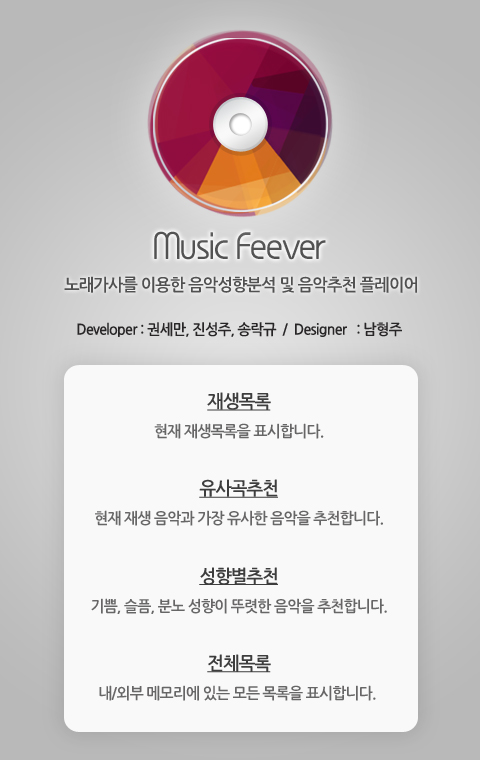 Music Feever
노래가사를 이용한 음악성향분석 및 음악추천 플레이어
Developer : 권세만, 진성주, 송락규 / Designer : 남형주
재생목록
현재 재생목록을 표시합니다.
유사곡추천
현재 재생 음악과 가장 유사한 음악을 추천합니다.
성향별추천
기쁨, 슬픔, 분노 성향이 뚜렷한 음악을 추천합니다.
전체목록
내/외부 메모리에 있는 모든 목록을 표시합니다.